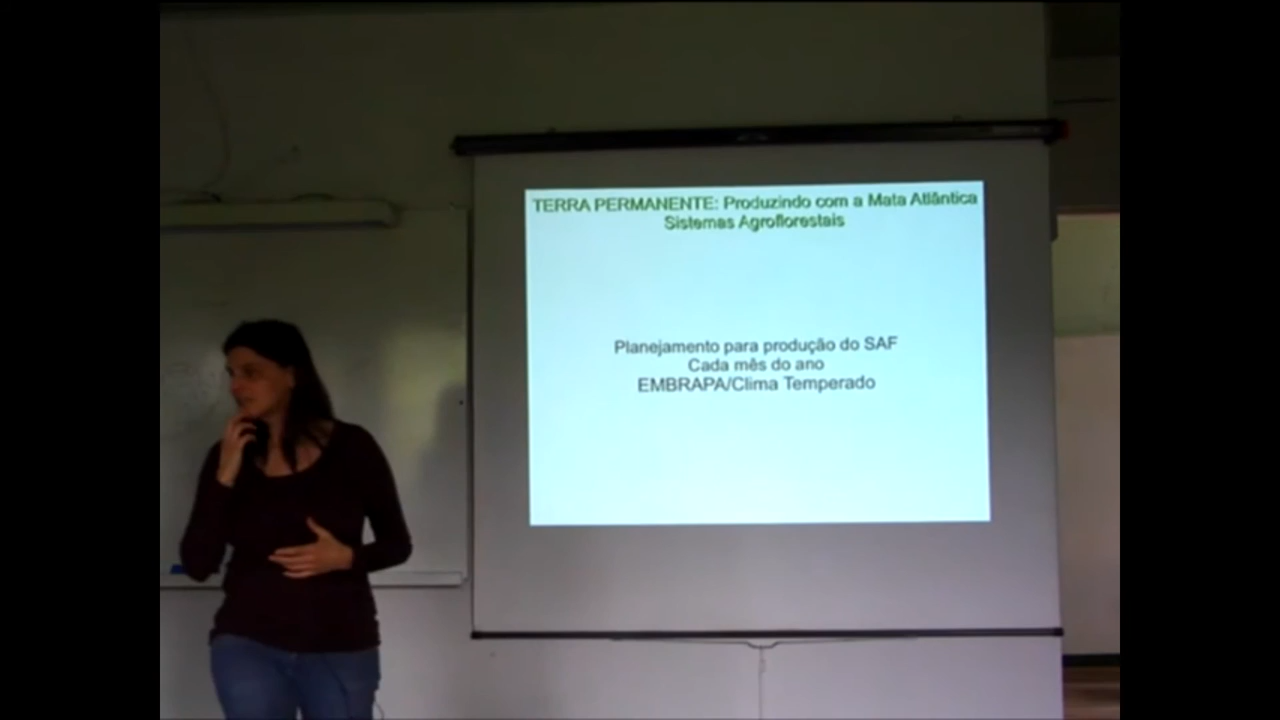 TERRA PERMANENTE: Produzindo com a Mata Atlântica
Sistemas Agroflorestais
Planejamento para produção do SAF
Cada mês do ano
EMBRAPA/Clima Temperado